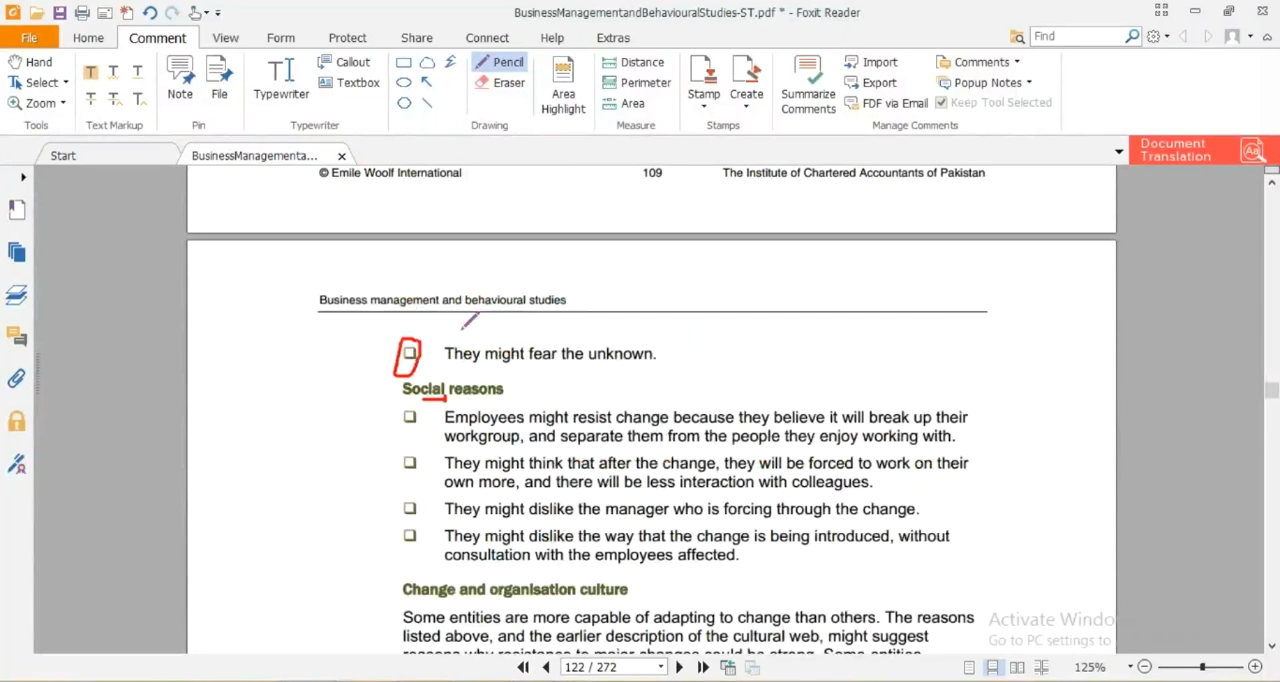 BusinessManagementandBehaviouralStudies-ST.pdf * - Foxit Reader
File Home Comment View Form Protect Share Connect Help Extras Find
Hand
Select
Zoom
Tools
Text Markup
Note
File
Pin
Typewriter
Callout
Textbox
Typewriter
Pencil
Eraser
Drawing
Area
Highlight
Distance
Perimeter
Area
Measure
Stamp
Create
Stamps
Summarize
Comments
Import
Export
FDF via Email
Comments
Popup Notes
Keep Tool Selected
Manage Comments
Start
BusinessManagementa...
Document
Translation
© Emile Woolf International 109 The Institute of Chartered Accountants of Pakistan
Business management and behavioural studies
They might fear the unknown.
Social reasons
Employees might resist change because they believe it will break up their
workgroup, and separate them from the people they enjoy working with.
They might think that after the change, they will be forced to work on their
own more, and there will be less interaction with colleagues.
They might dislike the manager who is forcing through the change.
They might dislike the way that the change is being introduced, without
consultation with the employees affected.
Change and organisation culture
Some entities are more capable of adapting to change than others. The reasons
listed above, and the earlier description of the cultural web, might suggest
Activate Windo
Go to PC settings to
122 / 272
125%